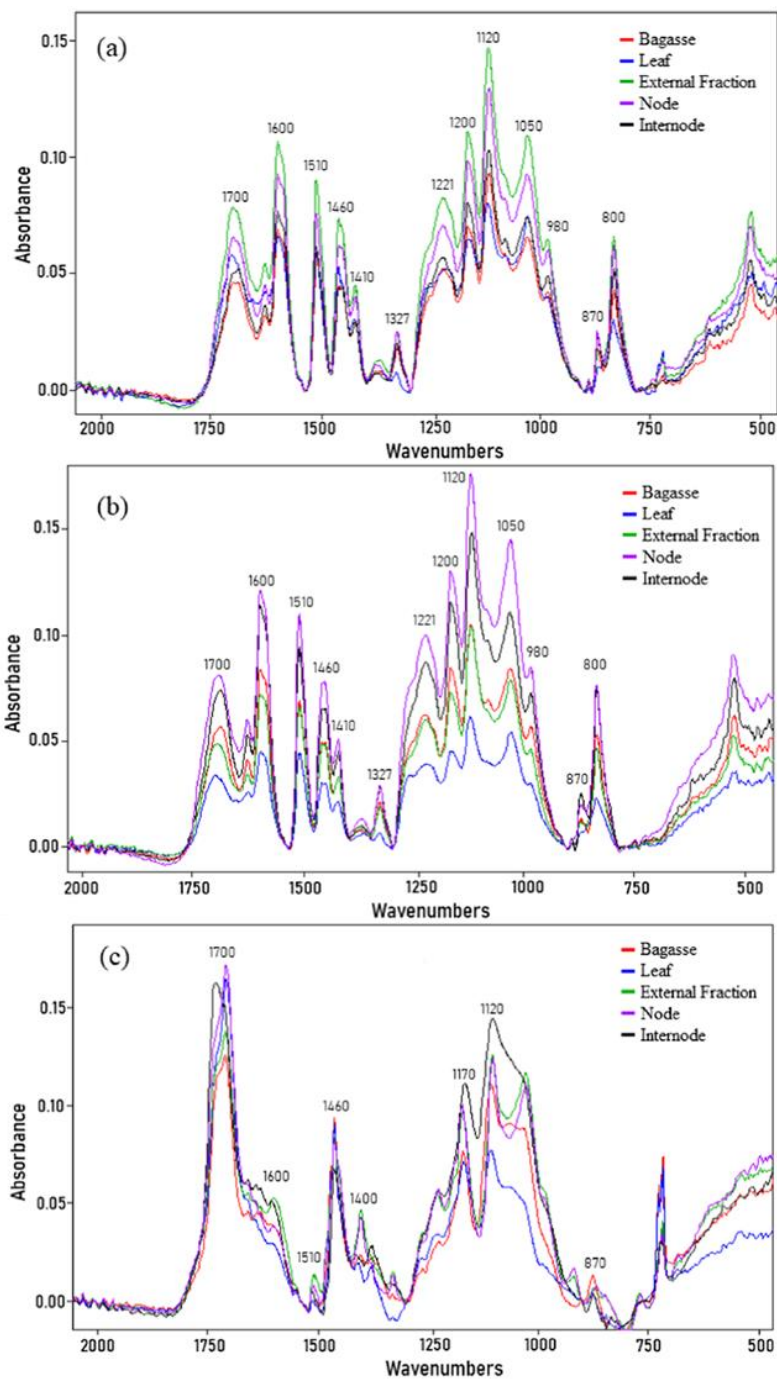 (a)
Bagasse
Leaf
External Fraction
Node
Internode
1120
1600
1200
1050
1510
1700
1221
1460
980
800
1410
1327
870
0.15
0.10
0.05
0.00
Absorbance
2000 1750 1500 1250 1000 750 500
Wavenumbers
(b)
Bagasse
Leaf
External Fraction
Node
Internode
1120
1050
1200
1600
1510
1221
1700
1460
980
800
1410
1327
870
0.15
0.10
0.05
0.00
Absorbance
2000 1750 1500 1250 1000 750 500
Wavenumbers
(c)
Bagasse
Leaf
External Fraction
Node
Internode
1700
1120
1170
1460
1600
1400
1510
870
0.15
0.10
0.05
0.00
Absorbance
2000 1750 1500 1250 1000 750 500
Wavenumbers